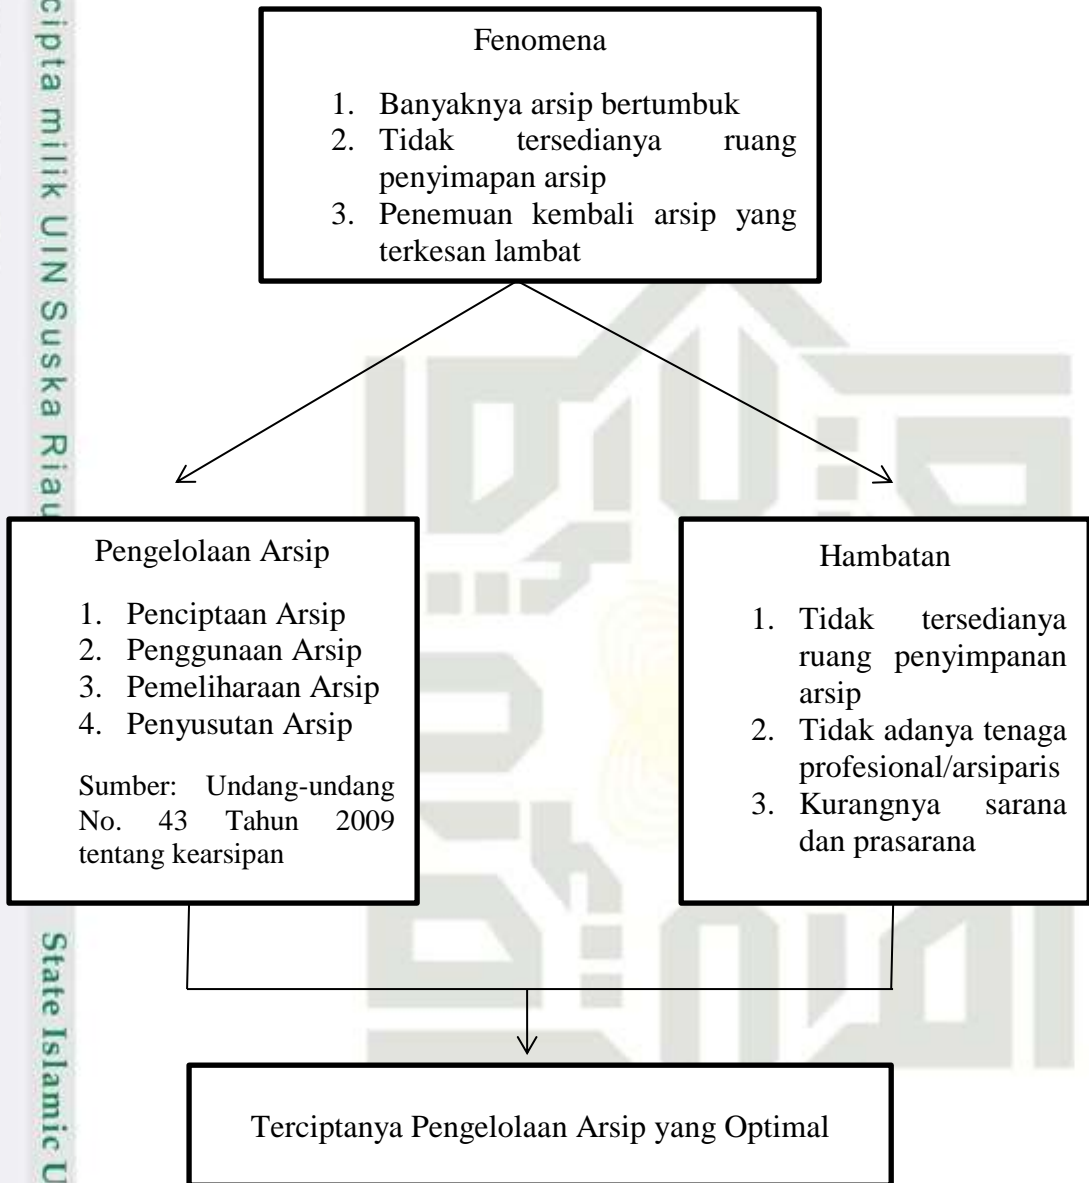 cipta milik UIN Suska Riau
Fenomena
1. Banyaknya arsip bertumbuk
2. Tidak tersedianya ruang
penyimapan arsip
3. Penemuan kembali arsip yang
terkesan lambat
Pengelolaan Arsip
1. Penciptaan Arsip
2. Penggunaan Arsip
3. Pemeliharaan Arsip
4. Penyusutan Arsip
Sumber: Undang-undang
No. 43 Tahun 2009
tentang kearsipan
Hambatan
1. Tidak tersedianya
ruang penyimpanan
arsip
2. Tidak adanya tenaga
profesional/arsiparis
3. Kurangnya sarana
dan prasarana
Terciptanya Pengelolaan Arsip yang Optimal
State Islamic U